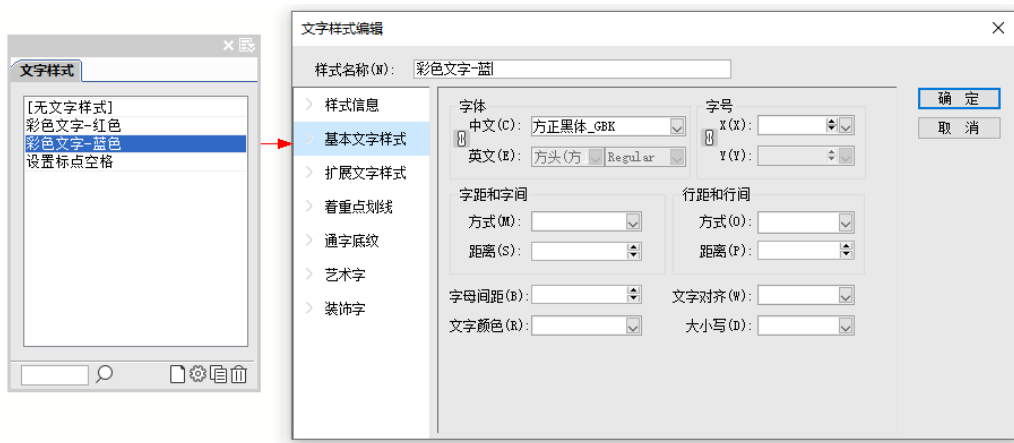 文字样式
[无文字样式]
彩色文字-红色
彩色文字-蓝色
设置标点空格
文字样式编辑
样式名称(N): 彩色文字-蓝
样式信息
基本文字样式
扩展文字样式
着重点划线
通字底纹
艺术字
装饰字
字体
中文(C): 方正黑体_GBK
英文(E): 方头(方 Regular
字号
X(X):
Y(Y):
字距和字间
方式(M):
距离(S):
行距和行间
方式(O):
距离(P):
字母间距(B):
文字对齐(W):
文字颜色(R):
大小写(D):
确 定
取 消